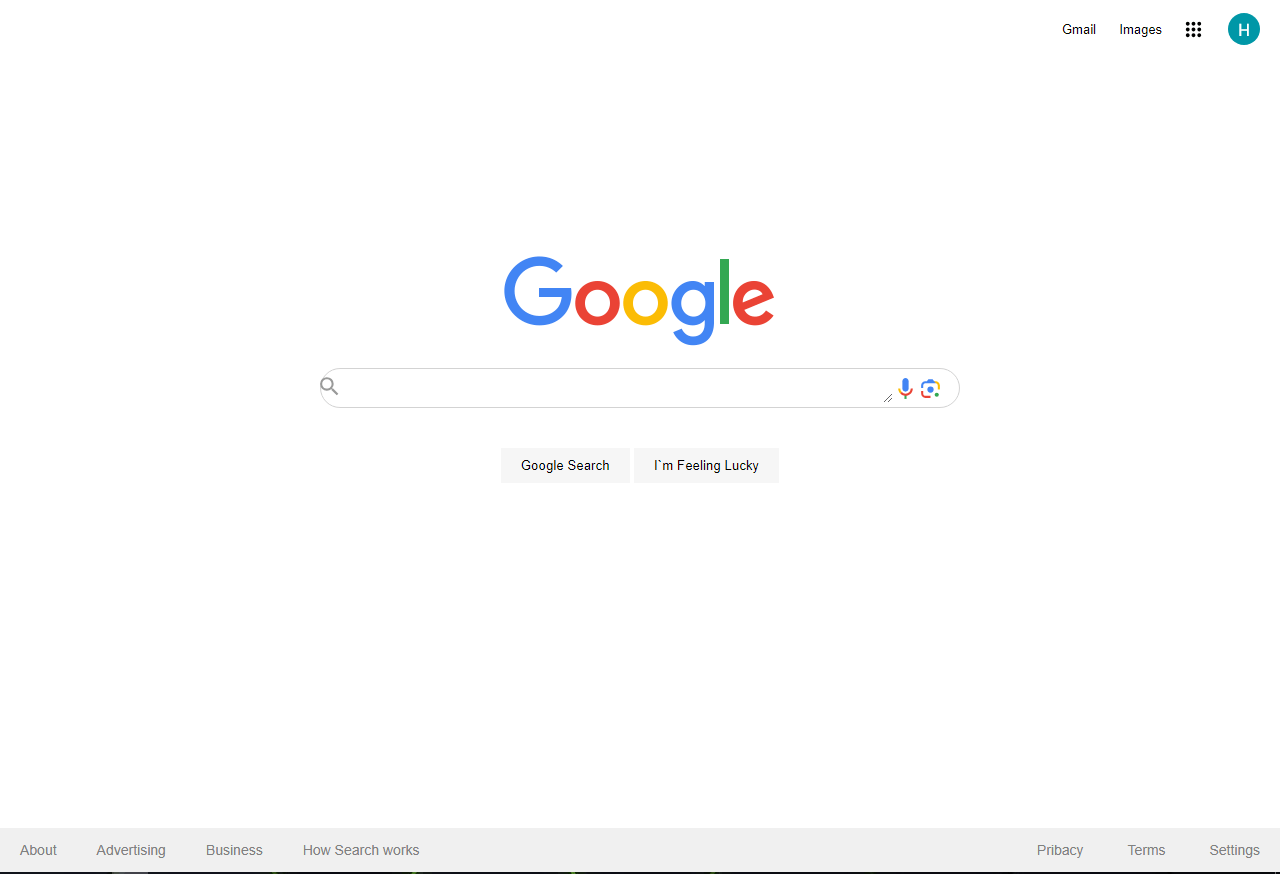 Gmail Images H
Google
Google Search I`m Feeling Lucky
About Advertising Business How Search works Pribacy Terms Settings